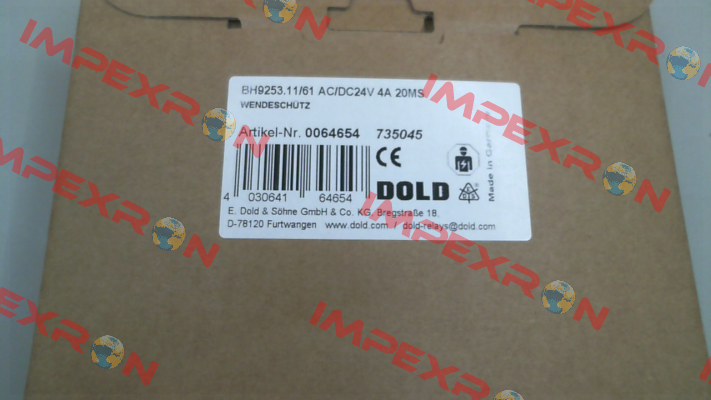 BH9253.11/61 AC/DC24V 4A 20MS
WENDESCHÜTZ
Artikel-Nr. 0064654 735045
4 030641 64654
CE
DOLD
Made in Germany
E. Dold & Söhne GmbH & Co. KG, Bregstraße 18,
D-78120 Furtwangen www.dold.com / dold-relays@dold.com
IMPEXRON
IMPEXRON
IMPEXRON
IMPEXRON
IMPEXRON
IMPEXRON
IMPEXRON